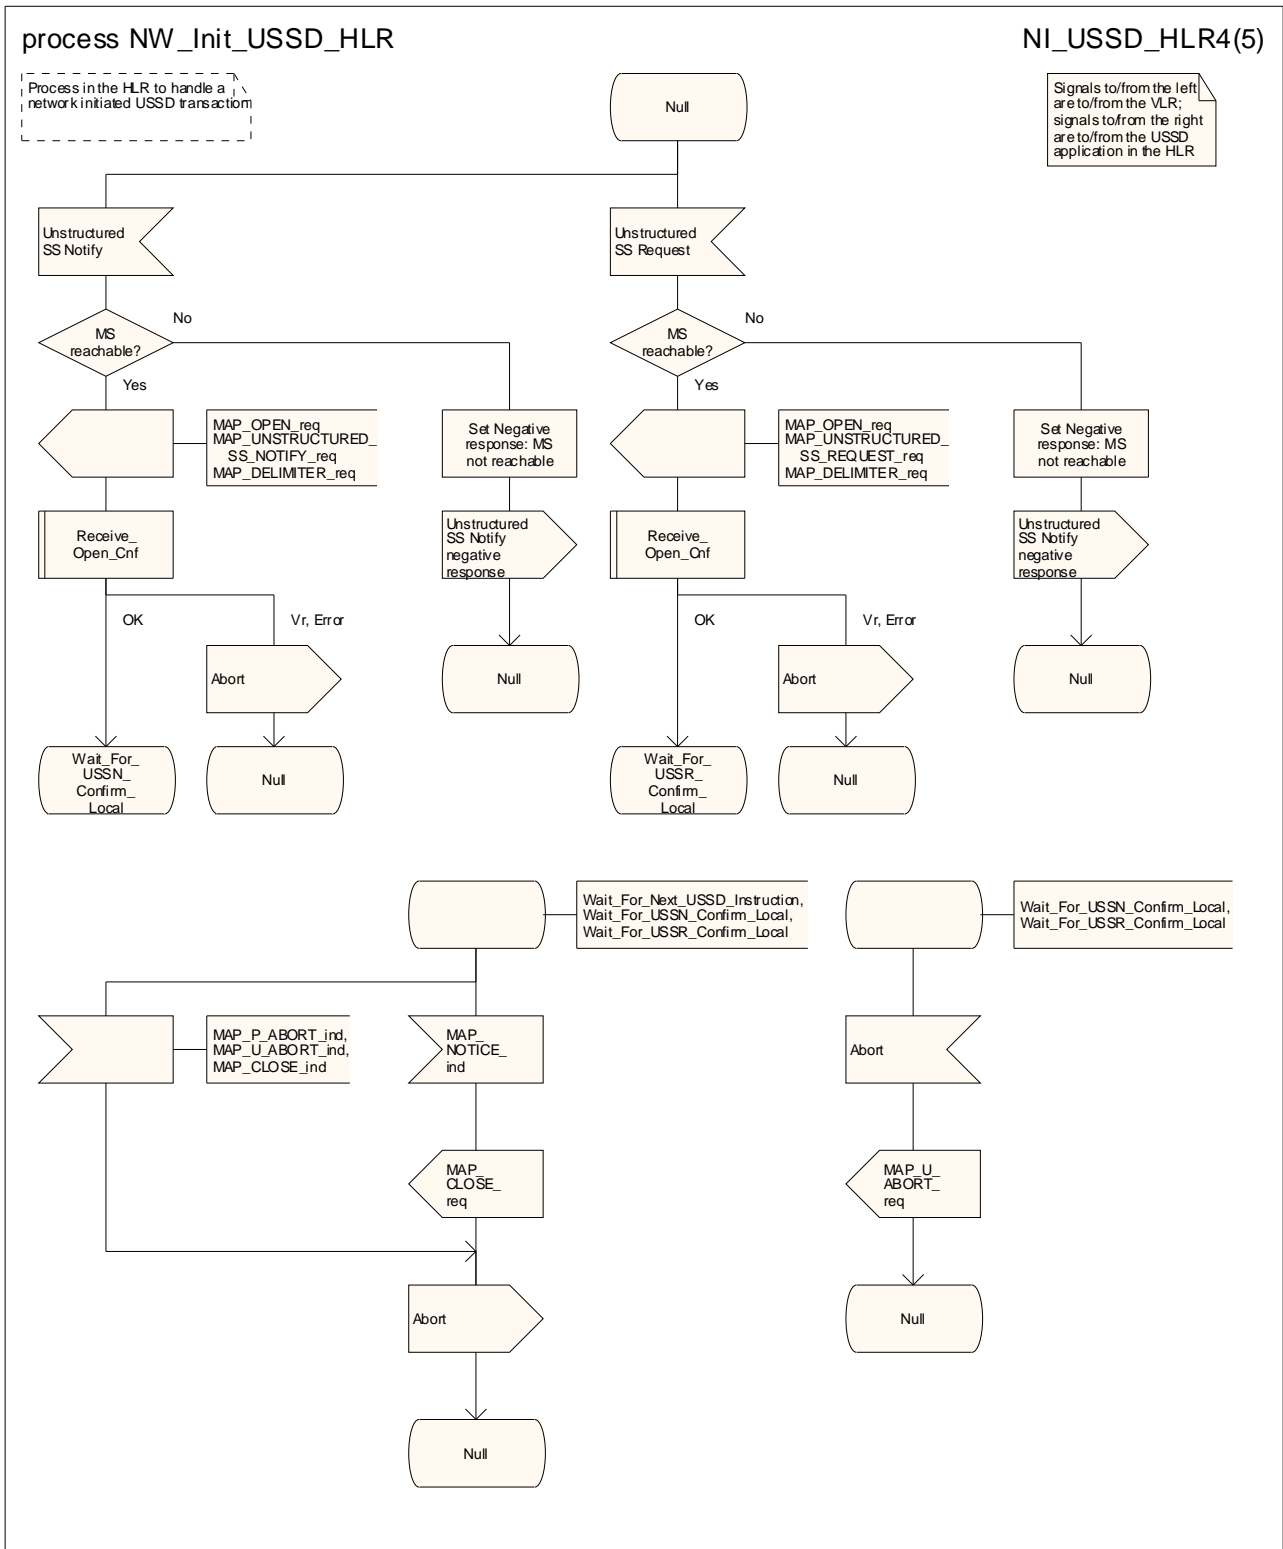 process NW_Init_USSD_HLR
NI_USSD_HLR4(5)
Process in the HLR to handle a
network initiated USSD transaction
Null
Signals to/from the left
are to/from the VLR;
signals to/from the right
are to/from the USSD
application in the HLR
Unstructured
SS Notify
Unstructured
SS Request
No
No
MS
reachable?
MS
reachable?
Yes
Yes
MAP_OPEN_req
MAP_UNSTRUCTURED_
SS_NOTIFY_req
MAP_DELIMITER_req
Set Negative
response: MS
not reachable
MAP_OPEN_req
MAP_UNSTRUCTURED_
SS_REQUEST_req
MAP_DELIMITER_req
Set Negative
response: MS
not reachable
Receive_
Open_Cnf
Unstructured
SS Notify
negative
response
Receive_
Open_Cnf
Unstructured
SS Notify
negative
response
OK
Vr, Error
OK
Vr, Error
Abort
Null
Abort
Null
Wait_For_
USSN_
Confirm_
Local
Null
Wait_For_
USSR_
Confirm_
Local
Null
Wait_For_Next_USSD_Instruction,
Wait_For_USSN_Confirm_Local,
Wait_For_USSR_Confirm_Local
Wait_For_USSN_Confirm_Local,
Wait_For_USSR_Confirm_Local
MAP_P_ABORT_ind,
MAP_U_ABORT_ind,
MAP_CLOSE_ind
MAP_
NOTICE_
ind
Abort
MAP_
CLOSE_
req
MAP_U_
ABORT_
req
Abort
Null
Null